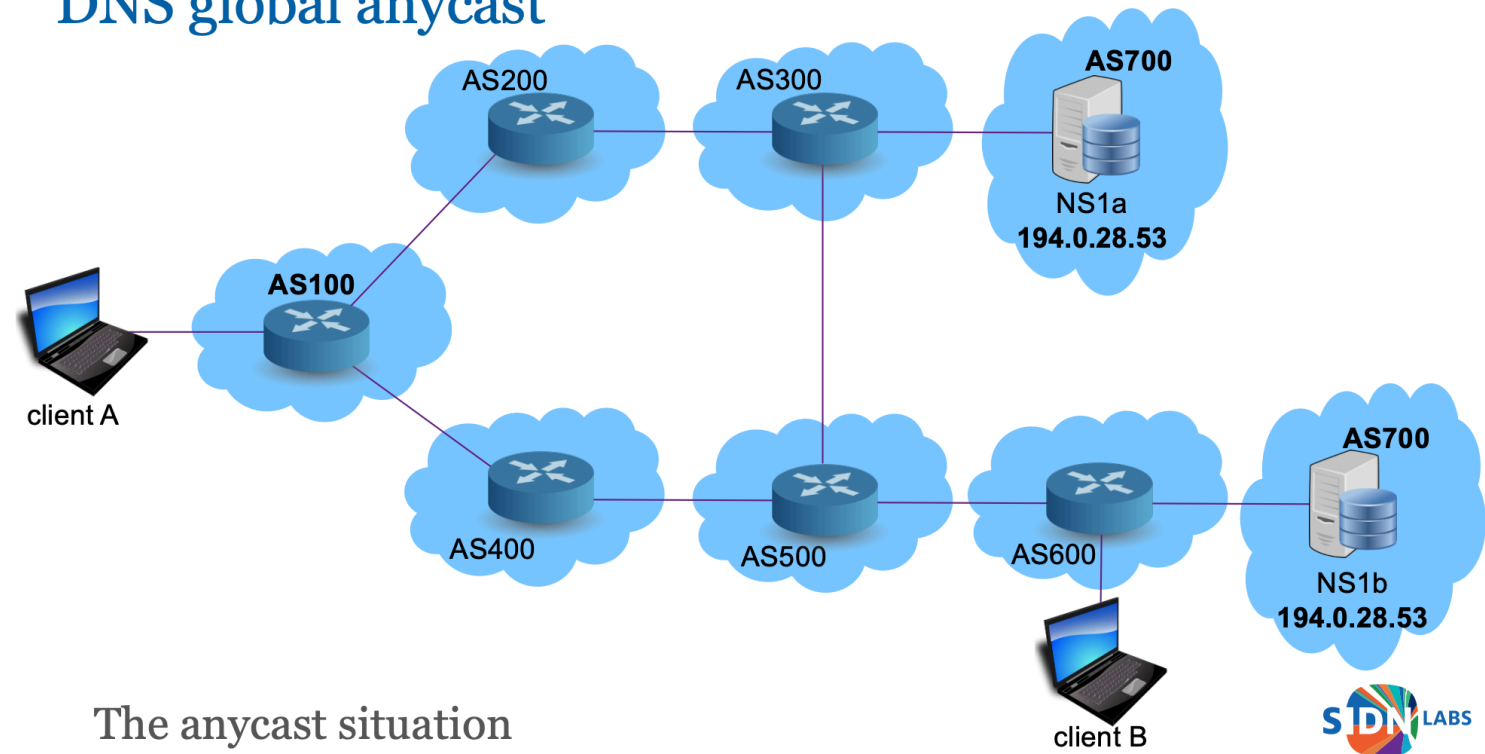 DNS global anycast
AS200
AS300
AS700
NS1a
194.0.28.53
AS100
client A
AS400
AS500
AS600
AS700
NS1b
194.0.28.53
client B
The anycast situation
SIDN LABS